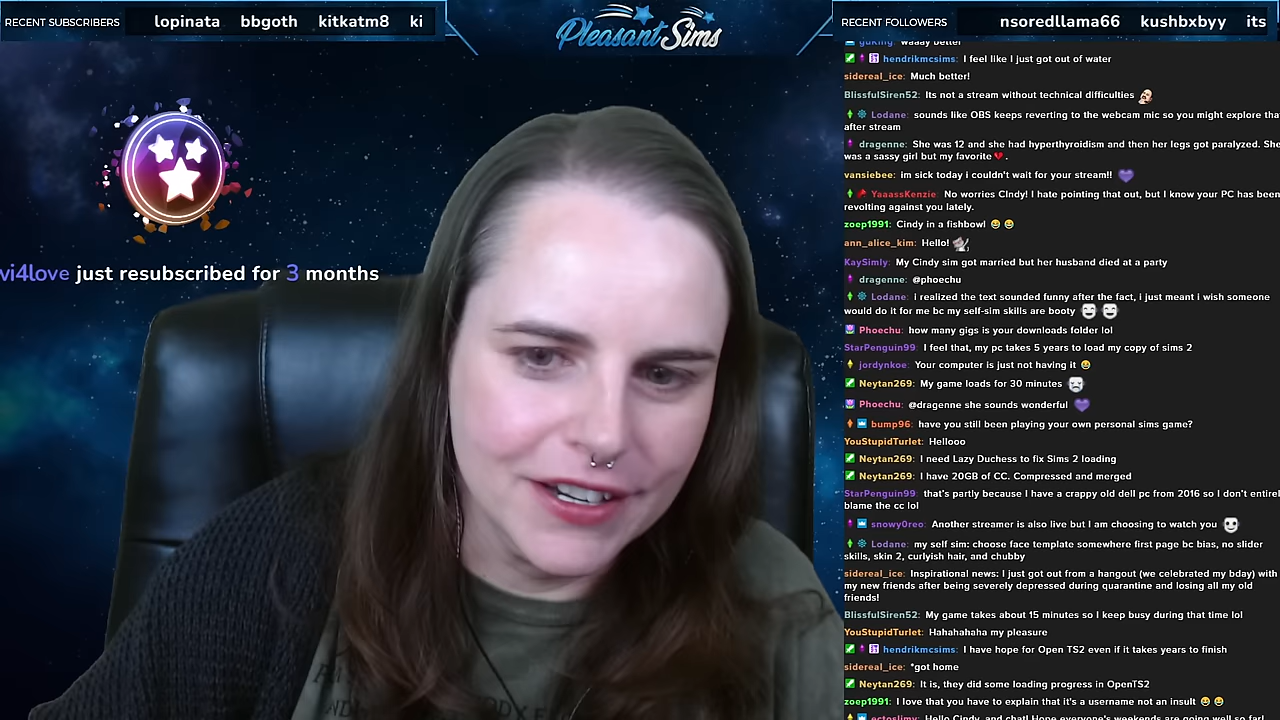 RECENT SUBSCRIBERS lopinata bbgoth kitkatm8 ki
PleasantSims
RECENT FOLLOWERS nsoredllama66 kushbxbyy its
vi4love just resubscribed for 3 months
guKing: waaay better
hendrikmcsims: I feel like I just got out of water
sidereal_ice: Much better!
BlissfulSiren52: Its not a stream without technical difficulties
Lodane: sounds like OBS keeps reverting to the webcam mic so you might explore tha
after stream
dragenne: She was 12 and she had hyperthyroidism and then her legs got paralyzed. She
was a sassy girl but my favorite .
vansiebee: im sick today i couldn't wait for your stream!!
YaaassKenzie: No worries CIndy! I hate pointing that out, but I know your PC has been
revolting against you lately.
zoep1991: Cindy in a fishbowl
ann_alice_kim: Hello!
KaySimly: My Cindy sim got married but her husband died at a party
dragenne: @phoechu
Lodane: i realized the text sounded funny after the fact, i just meant i wish someone
would do it for me bc my self-sim skills are booty
Phoechu: how many gigs is your downloads folder lol
StarPenguin99: I feel that, my pc takes 5 years to load my copy of sims 2
jordynkoe: Your computer is just not having it
Neytan269: My game loads for 30 minutes
Phoechu: @dragenne she sounds wonderful
bump96: have you still been playing your own personal sims game?
YouStupidTurlet: Hellooo
Neytan269: I need Lazy Duchess to fix Sims 2 loading
Neytan269: I have 20GB of CC. Compressed and merged
StarPenguin99: that's partly because I have a crappy old dell pc from 2016 so I don't entirel
blame the cc lol
snowy0reo: Another streamer is also live but I am choosing to watch you
Lodane: my self sim: choose face template somewhere first page bc bias, no slider
skills, skin 2, curlyish hair, and chubby
sidereal_ice: Inspirational news: I just got out from a hangout (we celebrated my bday) with
my new friends after being severely depressed during quarantine and losing all my old
friends!
BlissfulSiren52: My game takes about 15 minutes so I keep busy during that time lol
YouStupidTurlet: Hahahahaha my pleasure
hendrikmcsims: I have hope for Open TS2 even if it takes years to finish
sidereal_ice: *got home
Neytan269: It is, they did some loading progress in OpenTS2
zoep1991: I love that you have to explain that it's a username not an insult
ectoslimy: Hello Cindy, and chat! Hope everyone's weekends are going well so far!